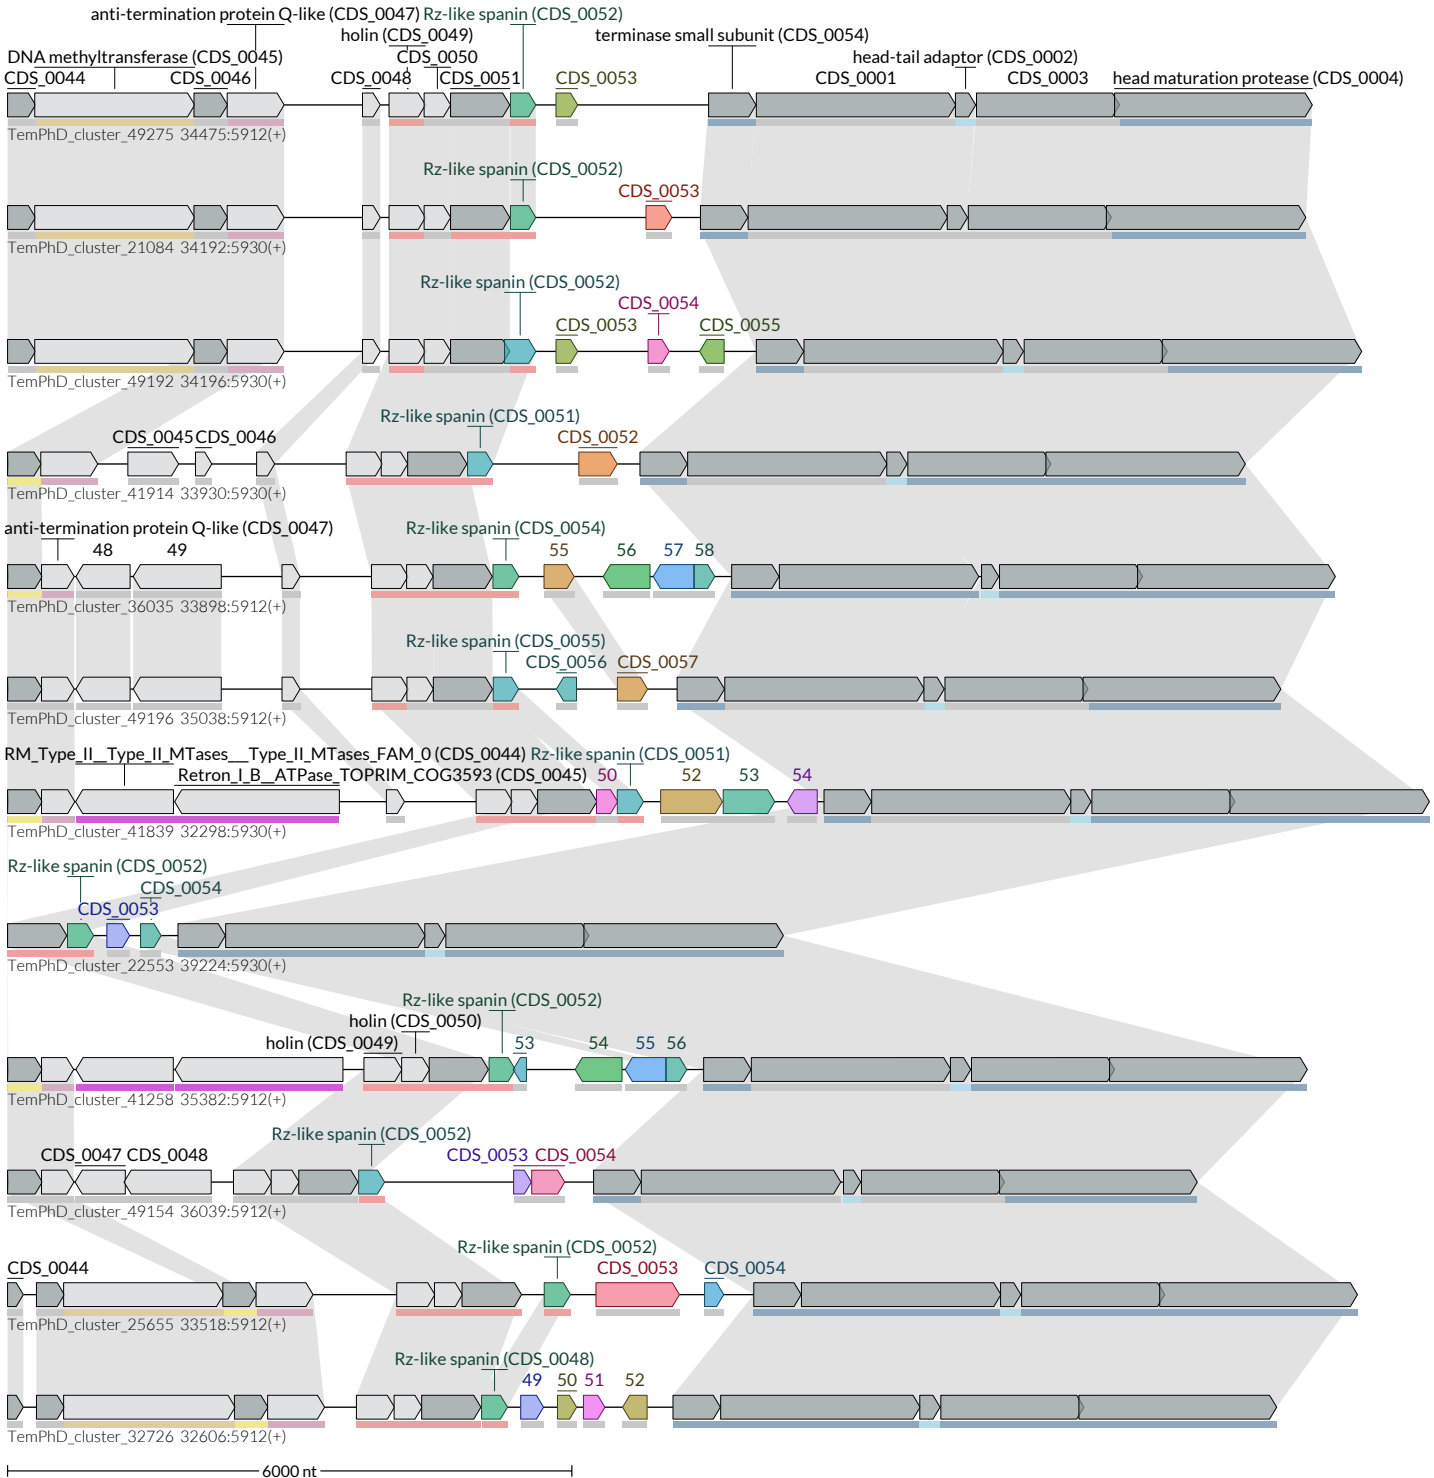 anti-termination protein Q-like (CDS_0047) Rz-like spanin (CDS_0052)
holin (CDS_0049) terminase small subunit (CDS_0054)
DNA methyltransferase (CDS_0045) CDS_0050 head-tail adaptor (CDS_0002)
CDS_0044 CDS_0046 CDS_0048 CDS_0051 CDS_0053 CDS_0001 CDS_0003 head maturation protease (CDS_0004)
TemPhD_cluster_49275 34475:5912(+)
Rz-like spanin (CDS_0052)
CDS_0053
TemPhD_cluster_21084 34192:5930(+)
Rz-like spanin (CDS_0052)
CDS_0054
CDS_0053 CDS_0055
TemPhD_cluster_49192 34196:5930(+)
Rz-like spanin (CDS_0051)
CDS_0045 CDS_0046 CDS_0052
TemPhD_cluster_41914 33930:5930(+)
anti-termination protein Q-like (CDS_0047) Rz-like spanin (CDS_0054)
48 49 55 56 57 58
TemPhD_cluster_36035 33898:5912(+)
Rz-like spanin (CDS_0055)
CDS_0056 CDS_0057
TemPhD_cluster_49196 35038:5912(+)
RM_Type_II__Type_II_MTases__Type_II_MTases_FAM_0 (CDS_0044) Rz-like spanin (CDS_0051)
Retron_I_B__ATPase_TOPRIM_COG3593 (CDS_0045) 50 52 53 54
TemPhD_cluster_41839 32298:5930(+)
Rz-like spanin (CDS_0052)
CDS_0054
CDS_0053
TemPhD_cluster_22553 39224:5930(+)
Rz-like spanin (CDS_0052)
holin (CDS_0050)
holin (CDS_0049) 53 54 55 56
TemPhD_cluster_41258 35382:5912(+)
Rz-like spanin (CDS_0052)
CDS_0047 CDS_0048 CDS_0053 CDS_0054
TemPhD_cluster_49154 36039:5912(+)
Rz-like spanin (CDS_0052)
CDS_0044 CDS_0053 CDS_0054
TemPhD_cluster_25655 33518:5912(+)
Rz-like spanin (CDS_0048)
49 50 51 52
TemPhD_cluster_32726 32606:5912(+)
6000 nt